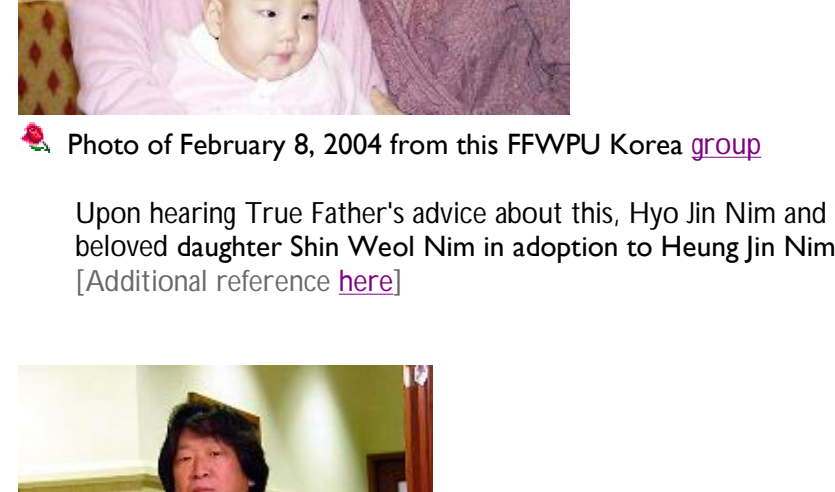 Photo of February 8, 2004 from this FFWPU Korea group
Upon hearing True Father's advice about this, Hyo Jin Nim and
beloved daughter Shin Weol Nim in adoption to Heung Jin Nim
[Additional reference here]